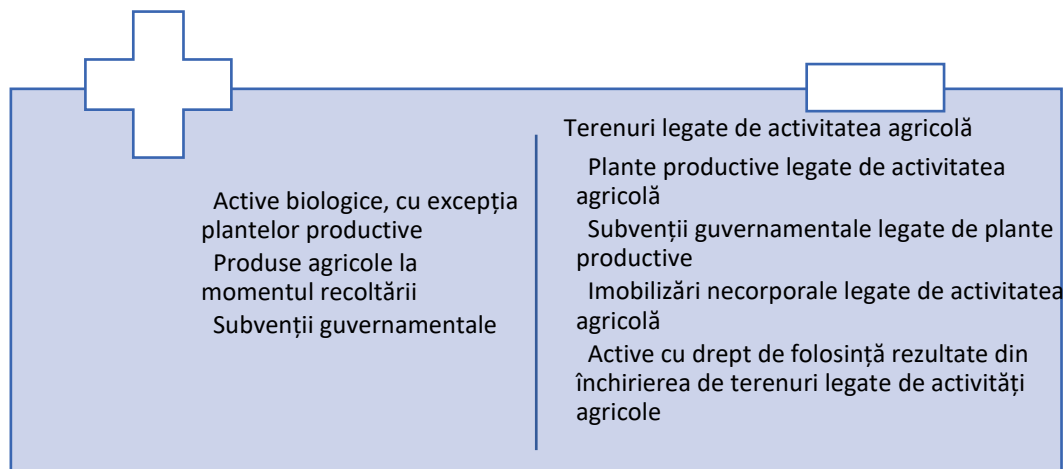 Active biologice, cu excepția
plantelor productive
Produse agricole la
momentul recoltării
Subvenții guvernamentale
Terenuri legate de activitatea agricolă
Plante productive legate de activitatea
agricolă
Subvenții guvernamentale legate de plante
productive
Imobilizări necorporale legate de activitatea
agricolă
Active cu drept de folosință rezultate din
închirierea de terenuri legate de activități
agricole